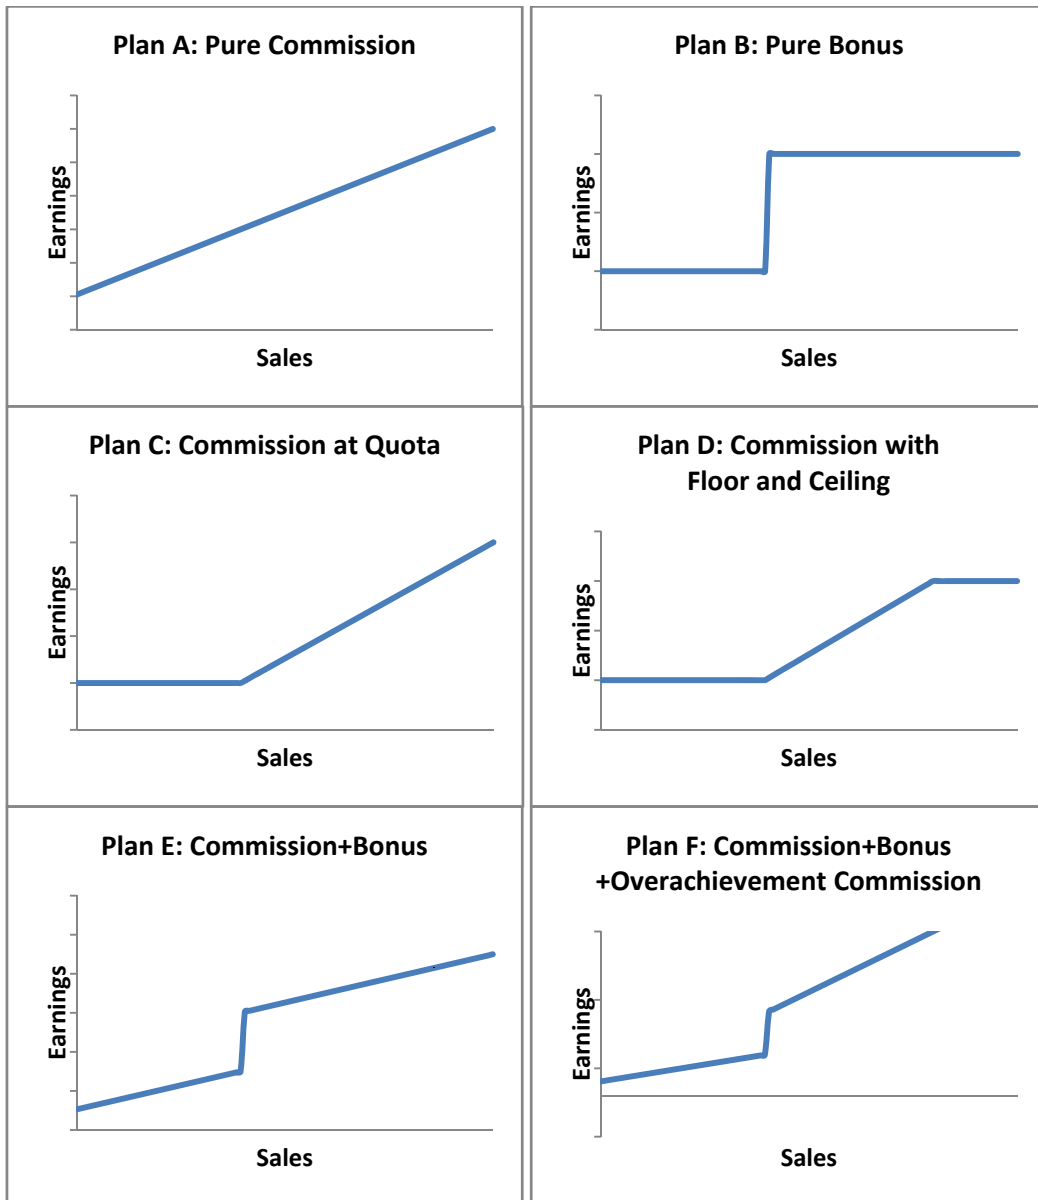 Plan A: Pure Commission
Earnings
Sales
Plan B: Pure Bonus
Earnings
Sales
Plan C: Commission at Quota
Earnings
Sales
Plan D: Commission with
Floor and Ceiling
Earnings
Sales
Plan E: Commission+Bonus
Earnings
Sales
Plan F: Commission+Bonus
+Overachievement Commission
Earnings
Sales